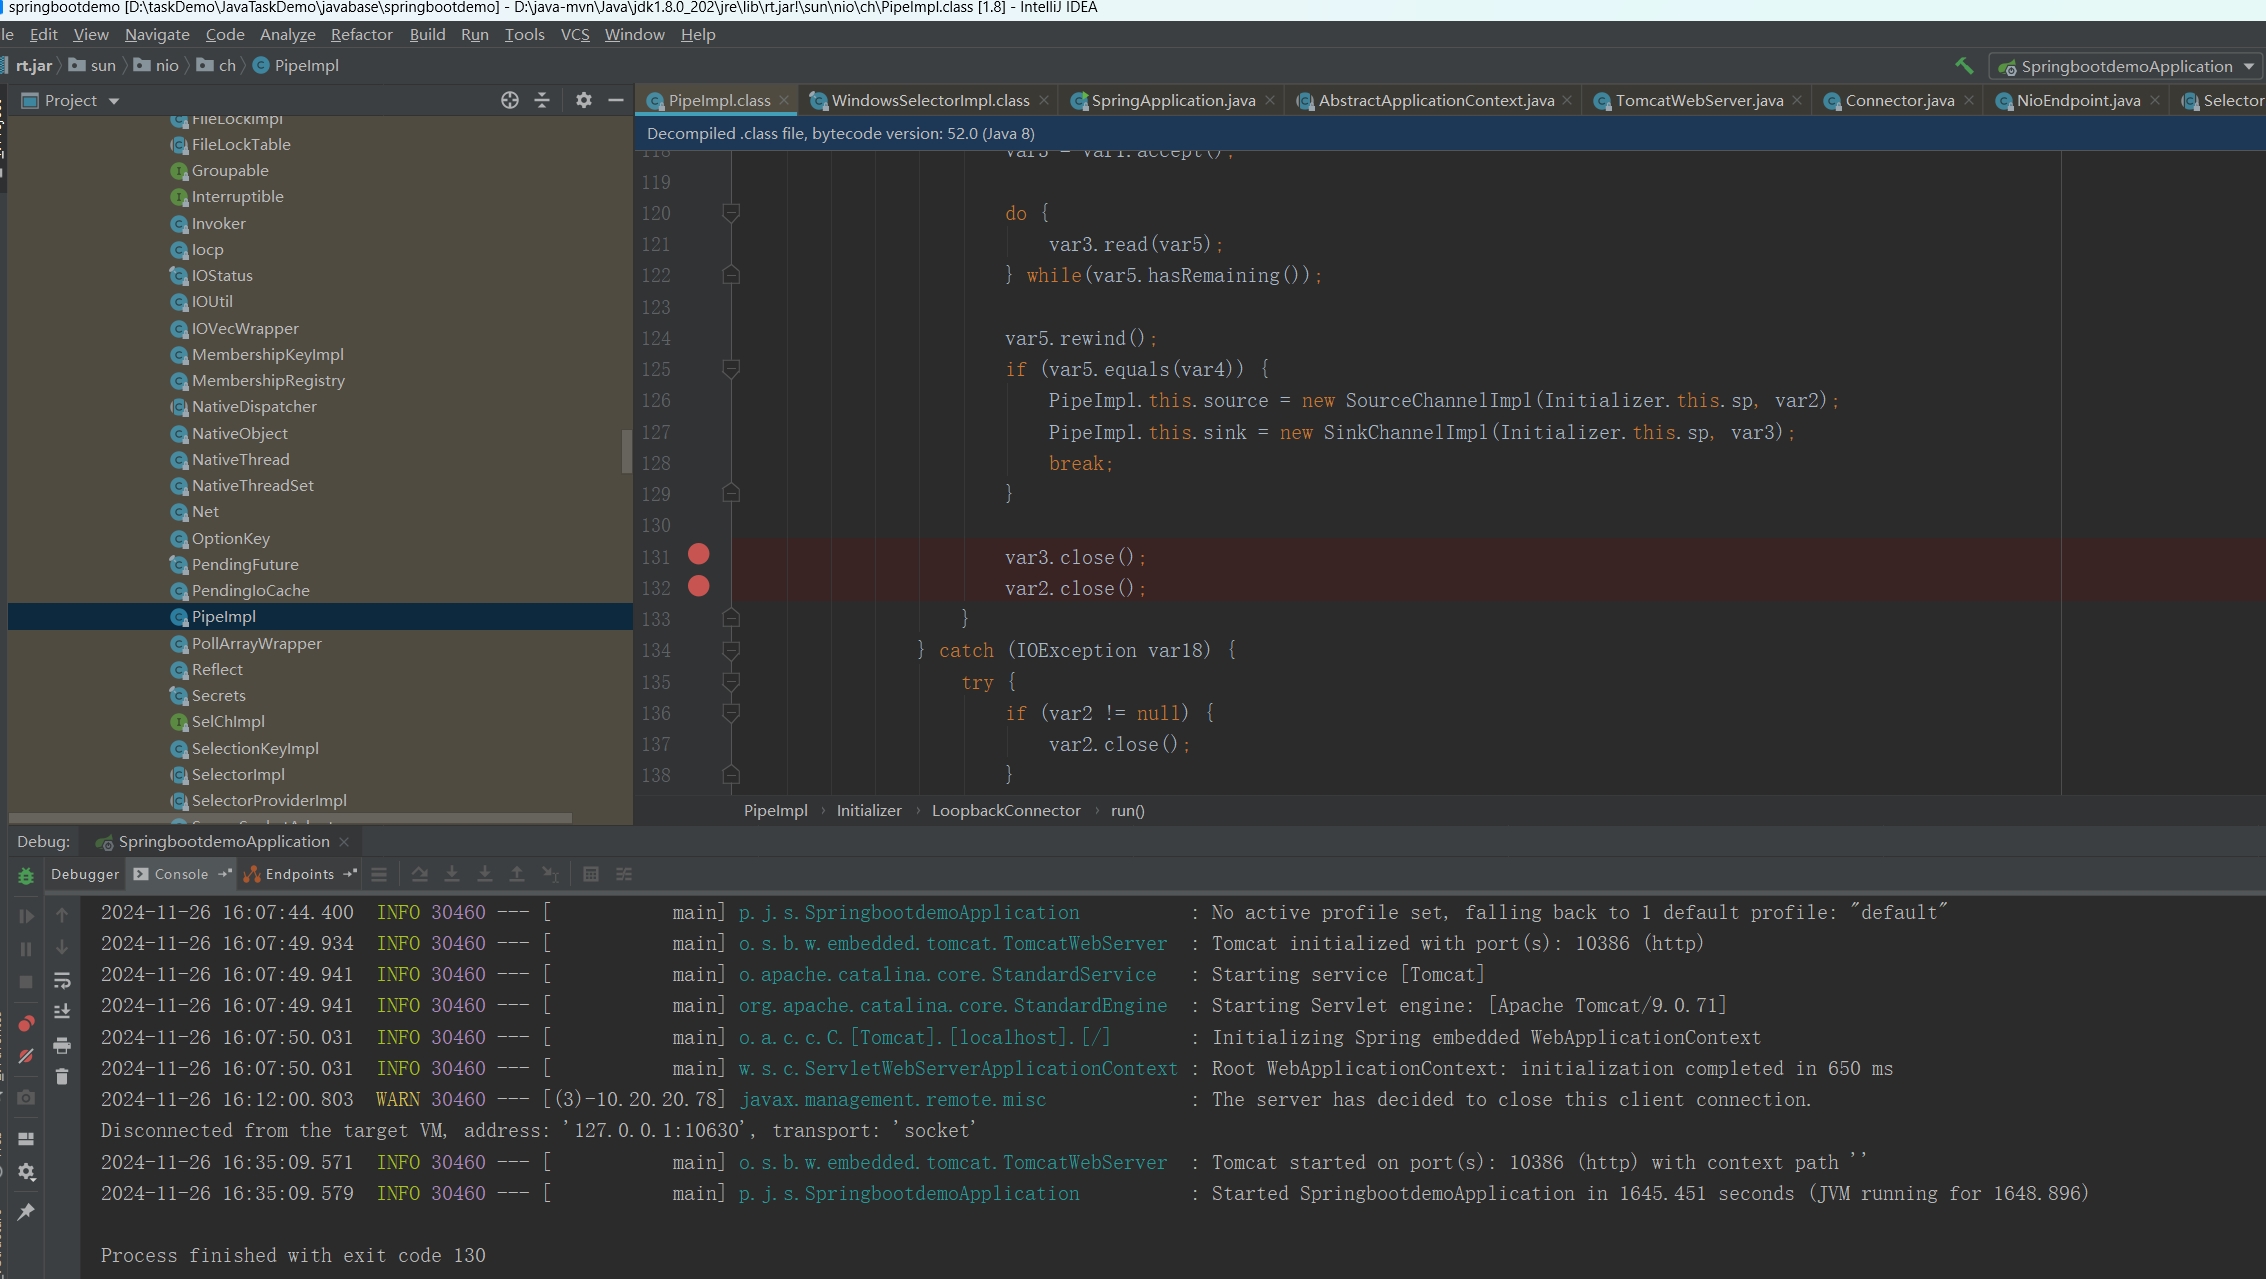 springbootdemo [D:\taskDemo\JavaTaskDemo\javabase\springbootdemo] - D:\java-mvn\Java\jdk1.8.0_202\jre\lib\rt.jar!\sun\nio\ch\PipeImpl.class [1.8] - IntelliJ IDEA
le Edit View Navigate Code Analyze Refactor Build Run Tools VCS Window Help
rt.jar sun nio ch PipeImpl
SpringbootdemoApplication
Project
PipeImpl.class WindowsSelectorImpl.class SpringApplication.java AbstractApplicationContext.java TomcatWebServer.java Connector.java NioEndpoint.java Selector
Decompiled .class file, bytecode version: 52.0 (Java 8)
FileLockImpl
FileLockTable
Groupable
Interruptible
Invoker
Iocp
IOStatus
IOUtil
IOVecWrapper
MembershipKeyImpl
MembershipRegistry
NativeDispatcher
NativeObject
NativeThread
NativeThreadSet
Net
OptionKey
PendingFuture
PendingIoCache
PipeImpl
PollArrayWrapper
Reflect
Secrets
SelChImpl
SelectionKeyImpl
SelectorImpl
SelectorProviderImpl
118 var3 = var1.accept();
119
120 do {
121 var3.read(var5);
122 } while(var5.hasRemaining());
123
124 var5.rewind();
125 if (var5.equals(var4)) {
126 PipeImpl.this.source = new SourceChannelImpl(Initializer.this.sp, var2);
127 PipeImpl.this.sink = new SinkChannelImpl(Initializer.this.sp, var3);
128 break;
129 }
130
131 var3.close();
132 var2.close();
133 }
134 } catch (IOException var18) {
135 try {
136 if (var2 != null) {
137 var2.close();
138 }
PipeImpl › Initializer › LoopbackConnector › run()
Debug: SpringbootdemoApplication
Debugger Console Endpoints
2024-11-26 16:07:44.400 INFO 30460 --- [ main] p.j.s.SpringbootdemoApplication : No active profile set, falling back to 1 default profile: "default"
2024-11-26 16:07:49.934 INFO 30460 --- [ main] o.s.b.w.embedded.tomcat.TomcatWebServer : Tomcat initialized with port(s): 10386 (http)
2024-11-26 16:07:49.941 INFO 30460 --- [ main] o.apache.catalina.core.StandardService : Starting service [Tomcat]
2024-11-26 16:07:49.941 INFO 30460 --- [ main] org.apache.catalina.core.StandardEngine : Starting Servlet engine: [Apache Tomcat/9.0.71]
2024-11-26 16:07:50.031 INFO 30460 --- [ main] o.a.c.c.C.[Tomcat].[localhost].[/] : Initializing Spring embedded WebApplicationContext
2024-11-26 16:07:50.031 INFO 30460 --- [ main] w.s.c.ServletWebServerApplicationContext : Root WebApplicationContext: initialization completed in 650 ms
2024-11-26 16:12:00.803 WARN 30460 --- [(3)-10.20.20.78] javax.management.remote.misc : The server has decided to close this client connection.
Disconnected from the target VM, address: '127.0.0.1:10630', transport: 'socket'
2024-11-26 16:35:09.571 INFO 30460 --- [ main] o.s.b.w.embedded.tomcat.TomcatWebServer : Tomcat started on port(s): 10386 (http) with context path ''
2024-11-26 16:35:09.579 INFO 30460 --- [ main] p.j.s.SpringbootdemoApplication : Started SpringbootdemoApplication in 1645.451 seconds (JVM running for 1648.896)
Process finished with exit code 130